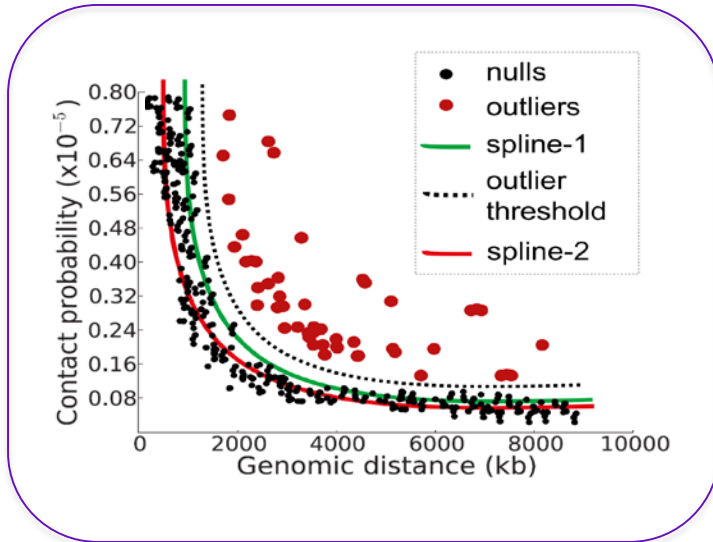 nulls
outliers
spline-1
outlier
threshold
spline-2
Contact probability (x10⁻⁵)
0.80
0.72
0.64
0.56
0.48
0.40
0.32
0.24
0.16
0.08
0 2000 4000 6000 8000 10000
Genomic distance (kb)